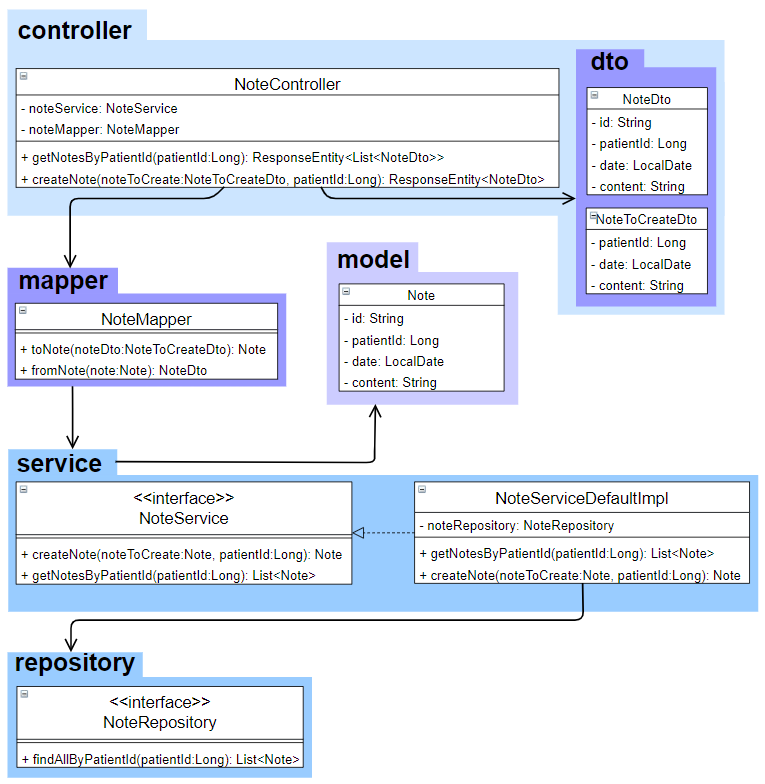 controller
NoteController
- noteService: NoteService
- noteMapper: NoteMapper
+ getNotesByPatientId(patientId:Long): ResponseEntity<List<NoteDto>>
+ createNote(noteToCreate:NoteToCreateDto, patientId:Long): ResponseEntity<NoteDto>
dto
NoteDto
- id: String
- patientId: Long
- date: LocalDate
- content: String
NoteToCreateDto
- patientId: Long
- date: LocalDate
- content: String
mapper
NoteMapper
+ toNote(noteDto:NoteToCreateDto): Note
+ fromNote(note:Note): NoteDto
model
Note
- id: String
- patientId: Long
- date: LocalDate
- content: String
service
<<interface>>
NoteService
+ createNote(noteToCreate:Note, patientId:Long): Note
+ getNotesByPatientId(patientId:Long): List<Note>
NoteServiceDefaultImpl
- noteRepository: NoteRepository
+ getNotesByPatientId(patientId:Long): List<Note>
+ createNote(noteToCreate:Note, patientId:Long): Note
repository
<<interface>>
NoteRepository
+ findAllByPatientId(patientId:Long): List<Note>